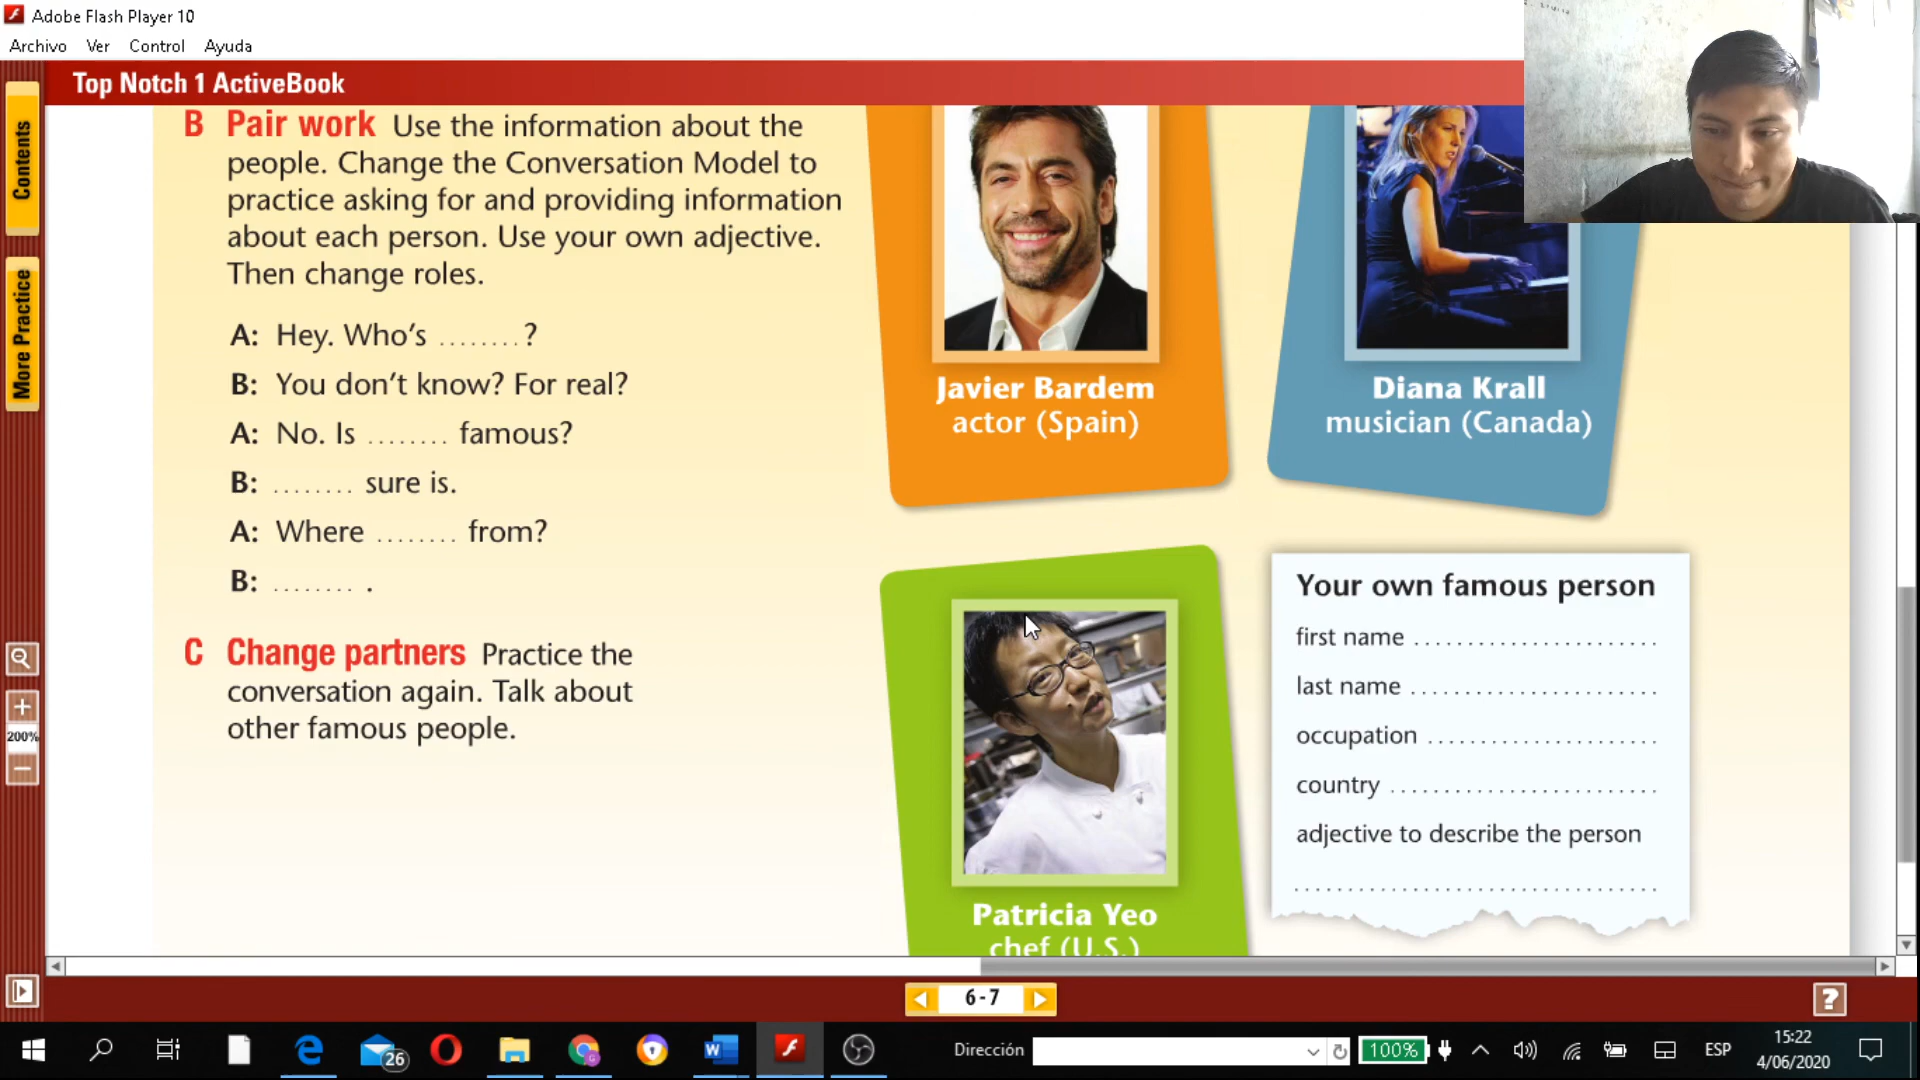 Adobe Flash Player 10
Archivo Ver Control Ayuda
Top Notch 1 ActiveBook
Contents
More Practice
200%
B Pair work Use the information about the
people. Change the Conversation Model to
practice asking for and providing information
about each person. Use your own adjective.
Then change roles.
A: Hey. Who's ........?
B: You don't know? For real?
A: No. Is ........ famous?
B: ........ sure is.
A: Where ........ from?
B: ........ .
C Change partners Practice the
conversation again. Talk about
other famous people.
Javier Bardem
actor (Spain)
Diana Krall
musician (Canada)
Patricia Yeo
chef (U.S.)
Your own famous person
first name ........................
last name ........................
occupation ......................
country ..........................
adjective to describe the person
...................................
6-7
?
26
Dirección
100%
ESP
15:22
4/06/2020